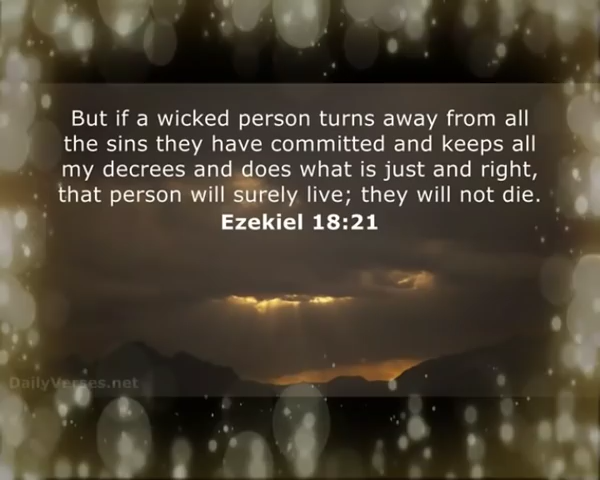 But if a wicked person turns away from all
the sins they have committed and keeps all
my decrees and does what is just and right,
that person will surely live; they will not die.
Ezekiel 18:21
DailyVerses.net